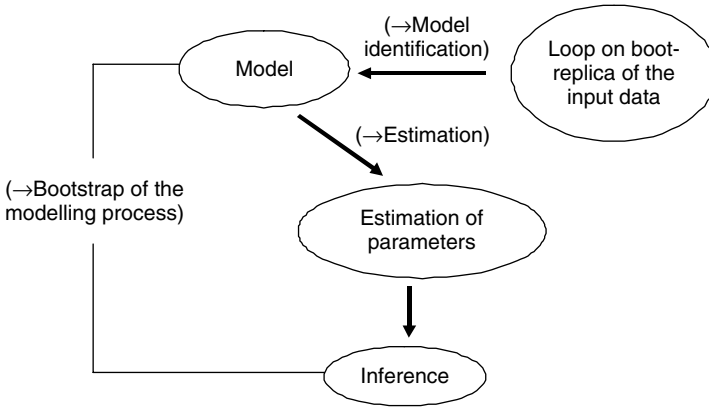 (→Model
identification)
Loop on boot-
replica of the
input data
Model
(→Estimation)
(→Bootstrap of the
modelling process)
Estimation of
parameters
Inference